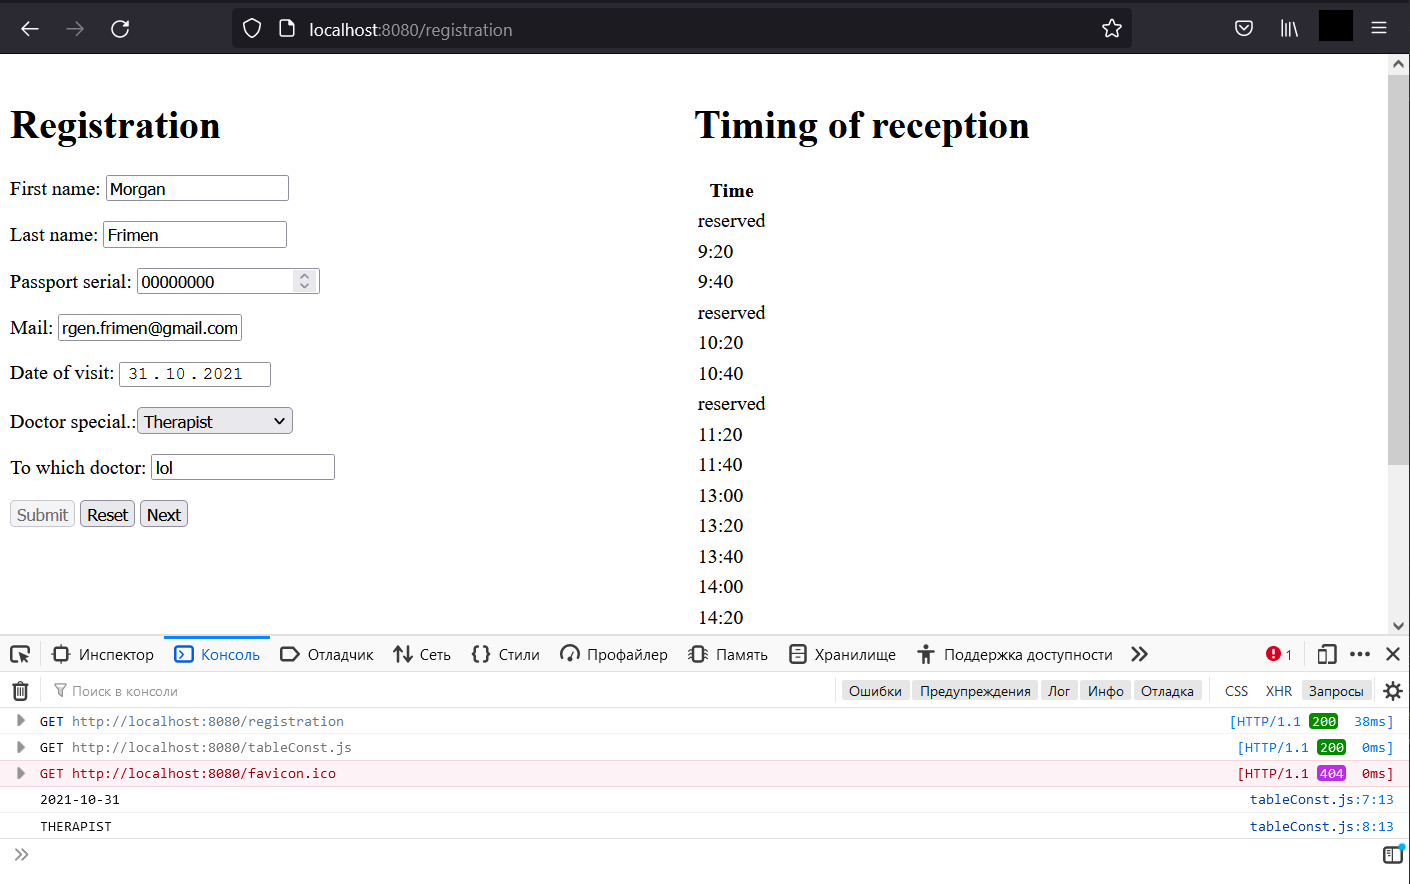 localhost:8080/registration
Registration
First name: Morgan
Last name: Frimen
Passport serial: 00000000
Mail: rgen.frimen@gmail.com
Date of visit: 31 . 10 . 2021
Doctor special.: Therapist
To which doctor: lol
Submit Reset Next
Timing of reception
Time
reserved
9:20
9:40
reserved
10:20
10:40
reserved
11:20
11:40
13:00
13:20
13:40
14:00
14:20
Инспектор Консоль Отладчик Сеть Стили Профайлер Память Хранилище Поддержка доступности 1
Поиск в консоли Ошибки Предупреждения Лог Инфо Отладка CSS XHR Запросы
GET http://localhost:8080/registration [HTTP/1.1 200 38ms]
GET http://localhost:8080/tableConst.js [HTTP/1.1 200 0ms]
GET http://localhost:8080/favicon.ico [HTTP/1.1 404 0ms]
2021-10-31 tableConst.js:7:13
THERAPIST tableConst.js:8:13